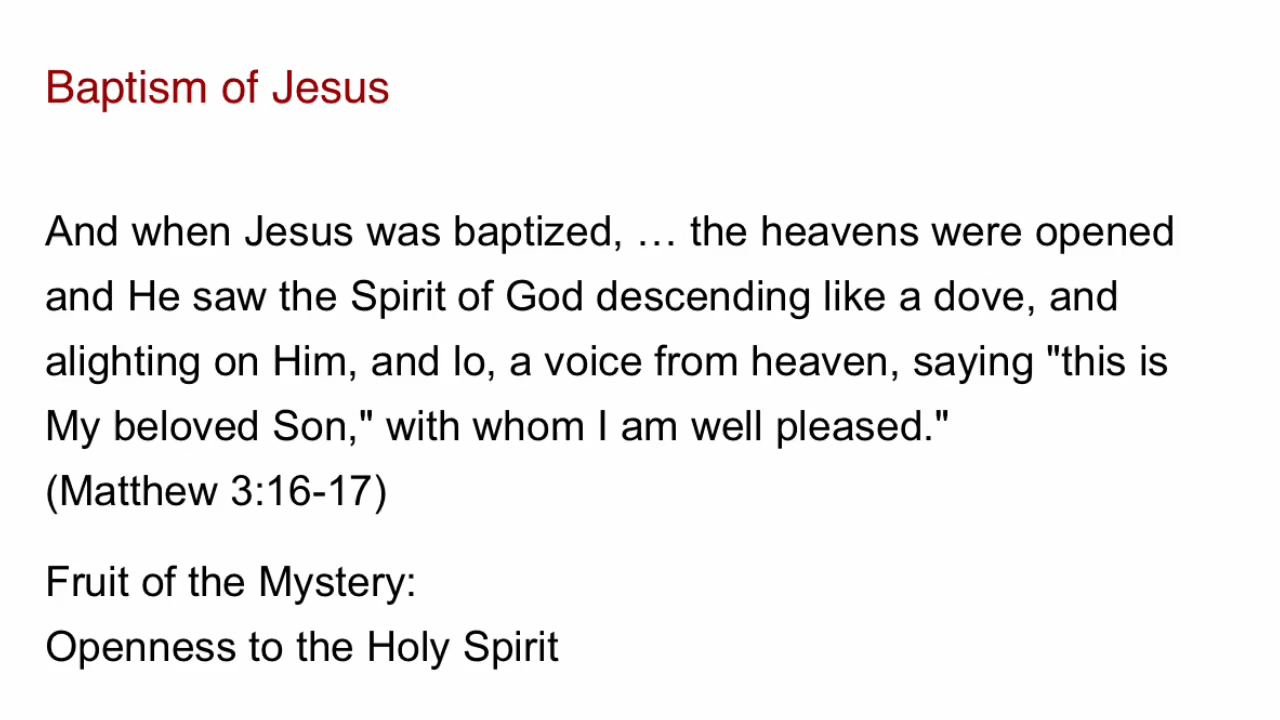 Baptism of Jesus
And when Jesus was baptized, … the heavens were opened
and He saw the Spirit of God descending like a dove, and
alighting on Him, and lo, a voice from heaven, saying "this is
My beloved Son," with whom I am well pleased."
(Matthew 3:16-17)
Fruit of the Mystery:
Openness to the Holy Spirit